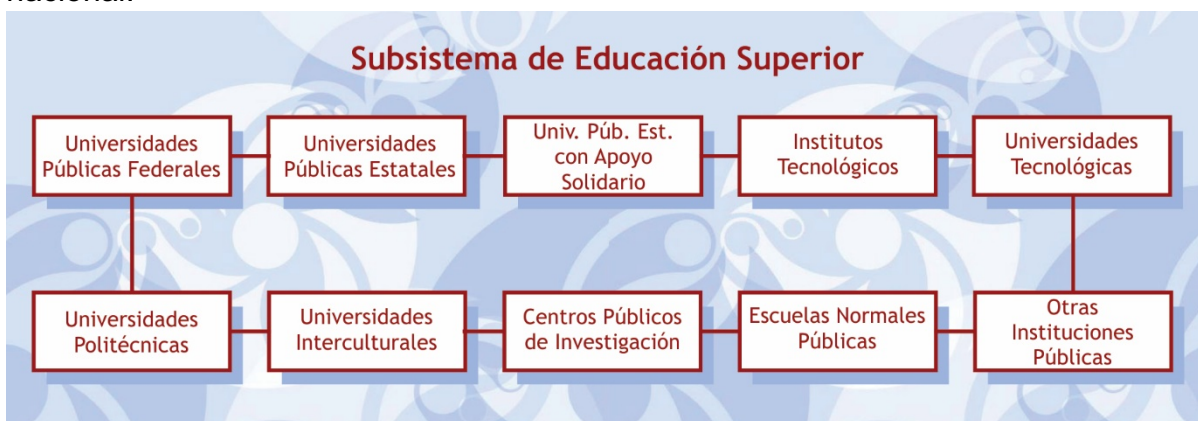 nacional.
Subsistema de Educación Superior
Universidades
Públicas Federales
Universidades
Públicas Estatales
Univ. Púb. Est.
con Apoyo
Solidario
Institutos
Tecnológicos
Universidades
Tecnológicas
Universidades
Politécnicas
Universidades
Interculturales
Centros Públicos
de Investigación
Escuelas Normales
Públicas
Otras
Instituciones
Públicas